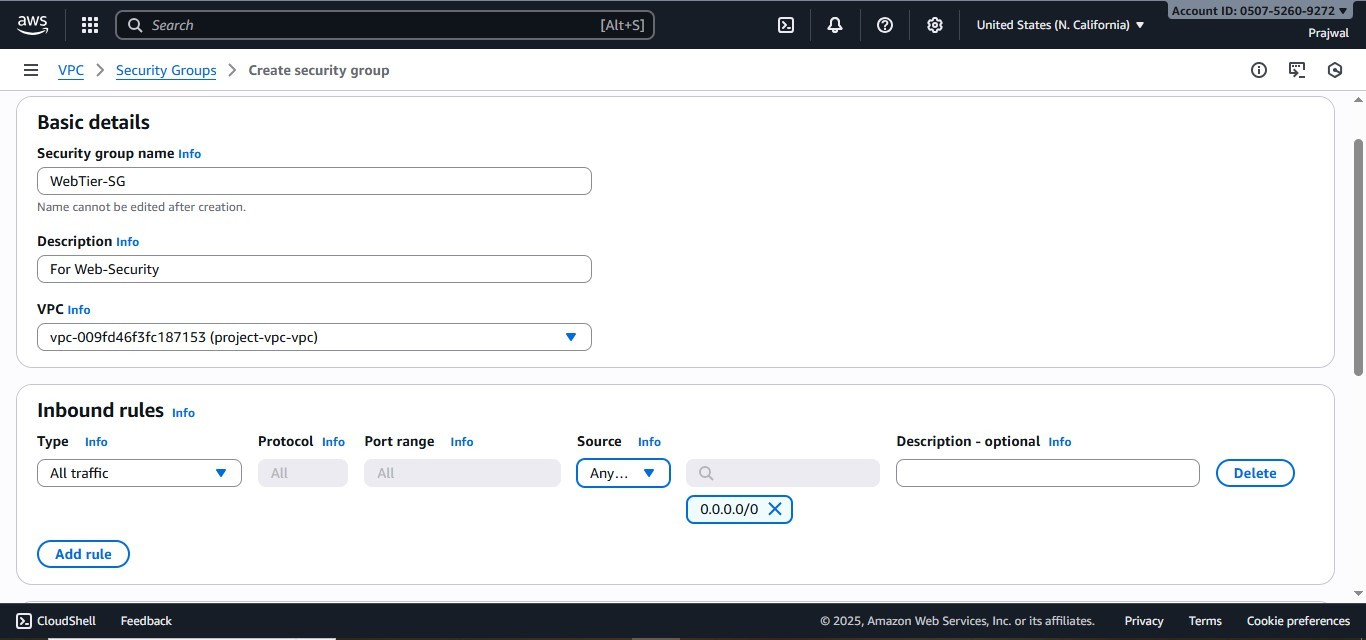 aws
Search [Alt+S]
United States (N. California)
Account ID: 0507-5260-9272
Prajwal
VPC Security Groups Create security group
Basic details
Security group name Info
WebTier-SG
Name cannot be edited after creation.
Description Info
For Web-Security
VPC Info
vpc-009fd46f3fc187153 (project-vpc-vpc)
Inbound rules Info
Type Info Protocol Info Port range Info Source Info Description - optional Info
All traffic All All Any... Delete
0.0.0.0/0
Add rule
CloudShell Feedback © 2025, Amazon Web Services, Inc. or its affiliates. Privacy Terms Cookie preferences